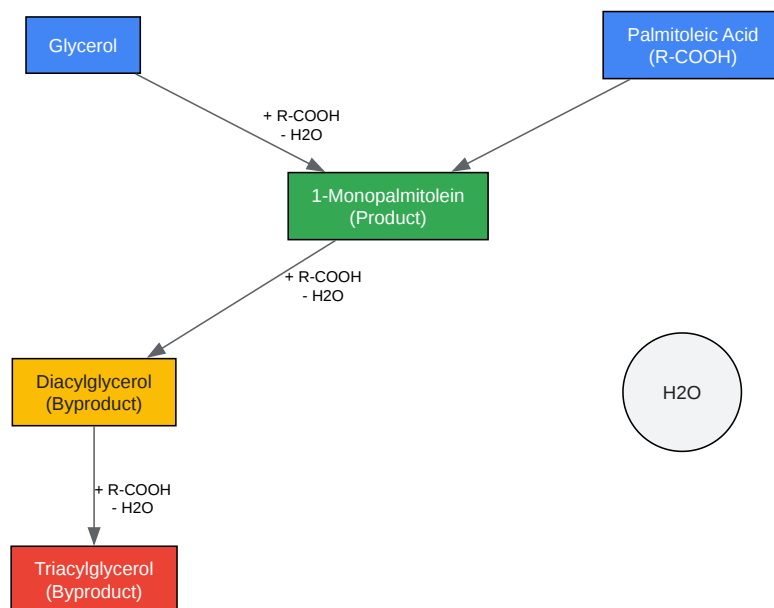 Glycerol
Palmitoleic Acid
(R-COOH)
+ R-COOH
- H2O
1-Monopalmitolein
(Product)
+ R-COOH
- H2O
Diacylglycerol
(Byproduct)
H2O
+ R-COOH
- H2O
Triacylglycerol
(Byproduct)